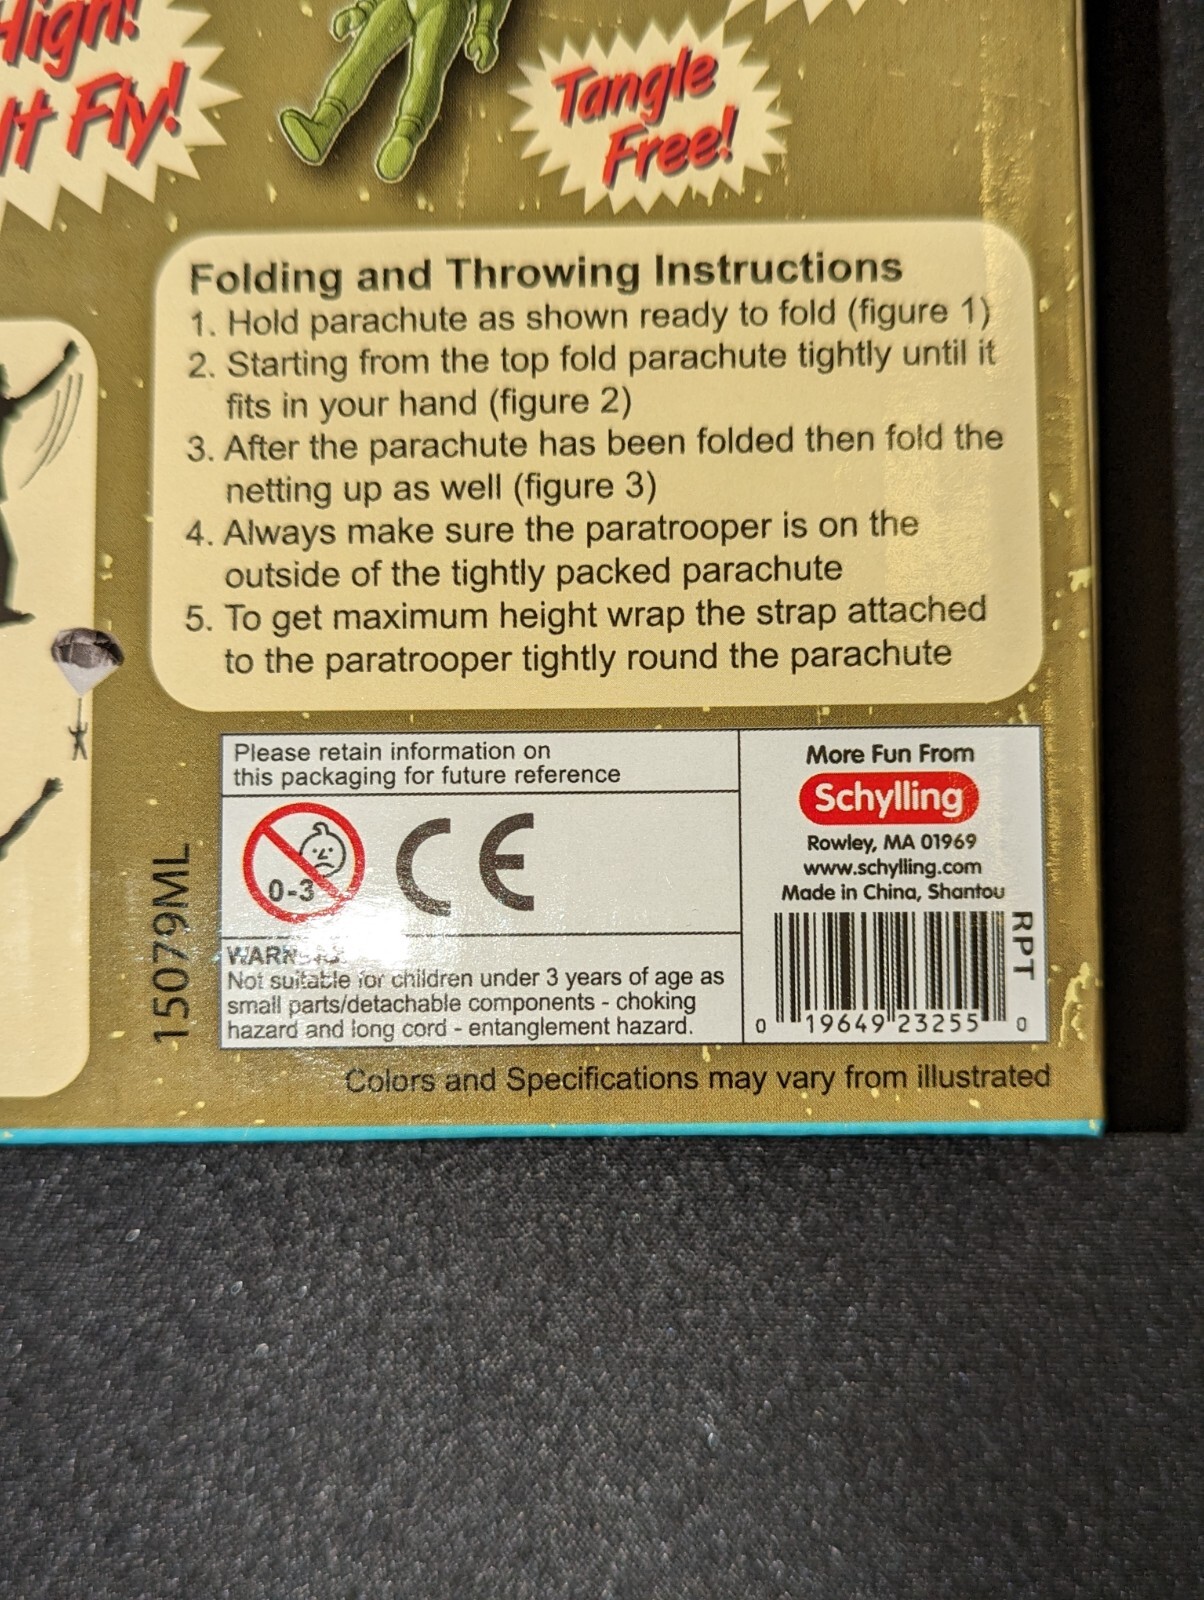 High!
It Fly!
Tangle
Free!
Folding and Throwing Instructions
1. Hold parachute as shown ready to fold (figure 1)
2. Starting from the top fold parachute tightly until it
fits in your hand (figure 2)
3. After the parachute has been folded then fold the
netting up as well (figure 3)
4. Always make sure the paratrooper is on the
outside of the tightly packed parachute
5. To get maximum height wrap the strap attached
to the paratrooper tightly round the parachute
15079ML
Please retain information on
this packaging for future reference
0-3
CE
WARNING:
Not suitable for children under 3 years of age as
small parts/detachable components - choking
hazard and long cord - entanglement hazard.
More Fun From
Schylling
Rowley, MA 01969
www.schylling.com
Made in China, Shantou
RPT
0 19649 23255 0
Colors and Specifications may vary from illustrated